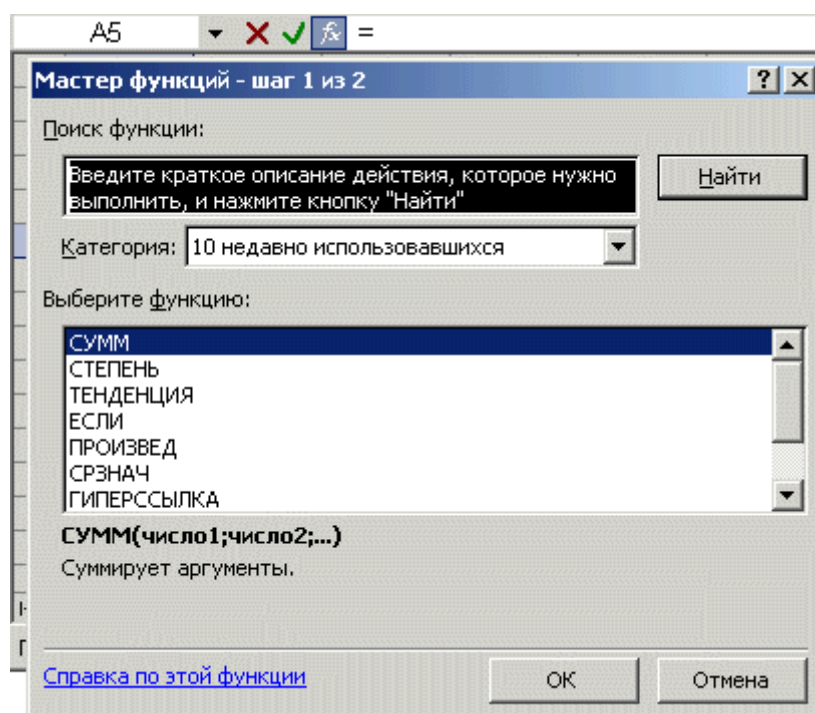 A5 fx =
Мастер функций - шаг 1 из 2 ?
Поиск функции:
Введите краткое описание действия, которое нужно
выполнить, и нажмите кнопку "Найти"
Найти
Категория: 10 недавно использовавшихся
Выберите функцию:
СУММ
СТЕПЕНЬ
ТЕНДЕНЦИЯ
ЕСЛИ
ПРОИЗВЕД
СРЗНАЧ
ГИПЕРССЫЛКА
СУММ(число1;число2;...)
Суммирует аргументы.
Справка по этой функции
ОК
Отмена